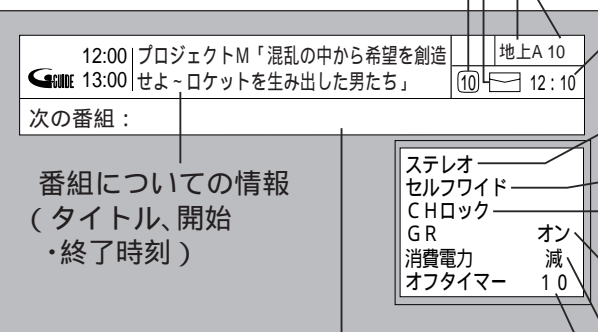 12:00 プロジェクトM「混乱の中から希望を創造
GGUIDE 13:00 せよ~ロケットを生み出した男たち」
地上A 10
10 12:10
次の番組:
番組についての情報
(タイトル、開始
・終了時刻)
ステレオ
セルフワイド
CHロック
GR オン
消費電力 減
オフタイマー 10